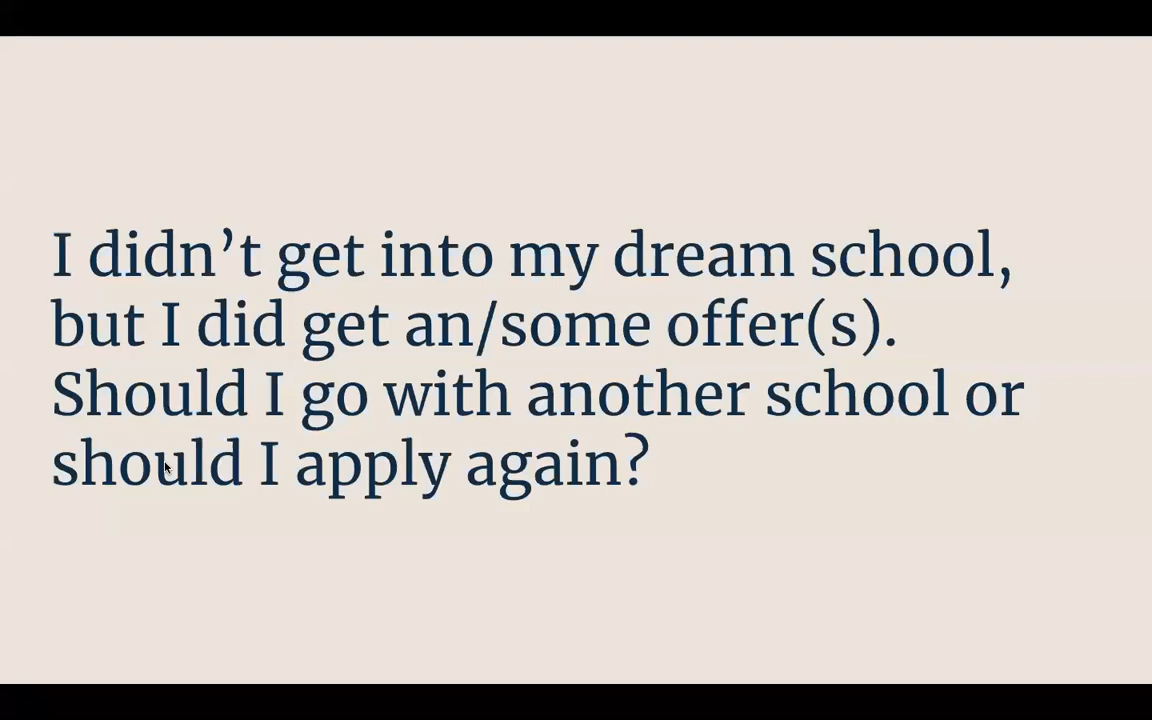 I didn’t get into my dream school,
but I did get an/some offer(s).
Should I go with another school or
should I apply again?